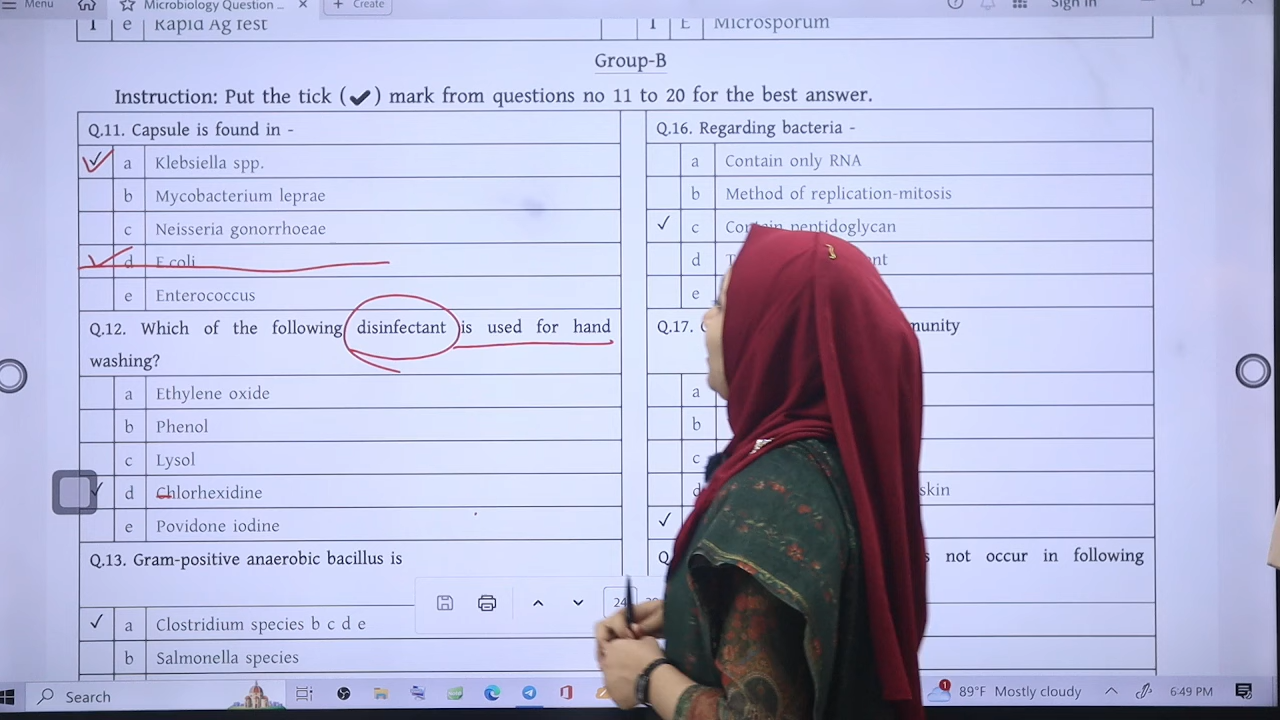 Menu
Microbiology Question ...
Create
Sign in
I e Rapid Ag Test
I E Microsporum
Group-B
Instruction: Put the tick (✔) mark from questions no 11 to 20 for the best answer.
Q.11. Capsule is found in -
✓ a Klebsiella spp.
b Mycobacterium leprae
c Neisseria gonorrhoeae
d E coli
e Enterococcus
Q.12. Which of the following disinfectant is used for hand
washing?
a Ethylene oxide
b Phenol
c Lysol
✓ d Chlorhexidine
e Povidone iodine
Q.13. Gram-positive anaerobic bacillus is
✓ a Clostridium species b c d e
b Salmonella species
Q.16. Regarding bacteria -
a Contain only RNA
b Method of replication-mitosis
✓ c Contain peptidoglycan
d
e
Q.17.
a
b
c
d skin
✓
not occur in following
24
Search
89°F Mostly cloudy
6:49 PM